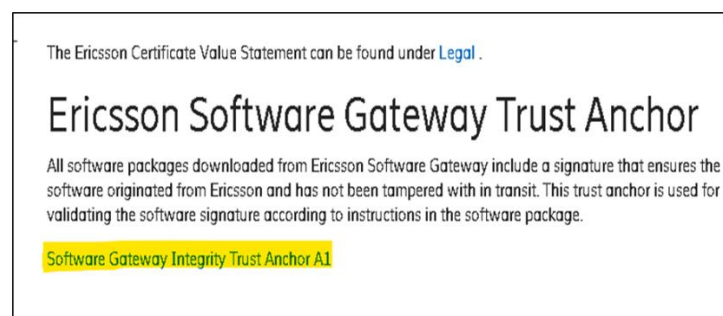 The Ericsson Certificate Value Statement can be found under Legal .
Ericsson Software Gateway Trust Anchor
All software packages downloaded from Ericsson Software Gateway include a signature that ensures the
software originated from Ericsson and has not been tampered with in transit. This trust anchor is used for
validating the software signature according to instructions in the software package.
Software Gateway Integrity Trust Anchor A1